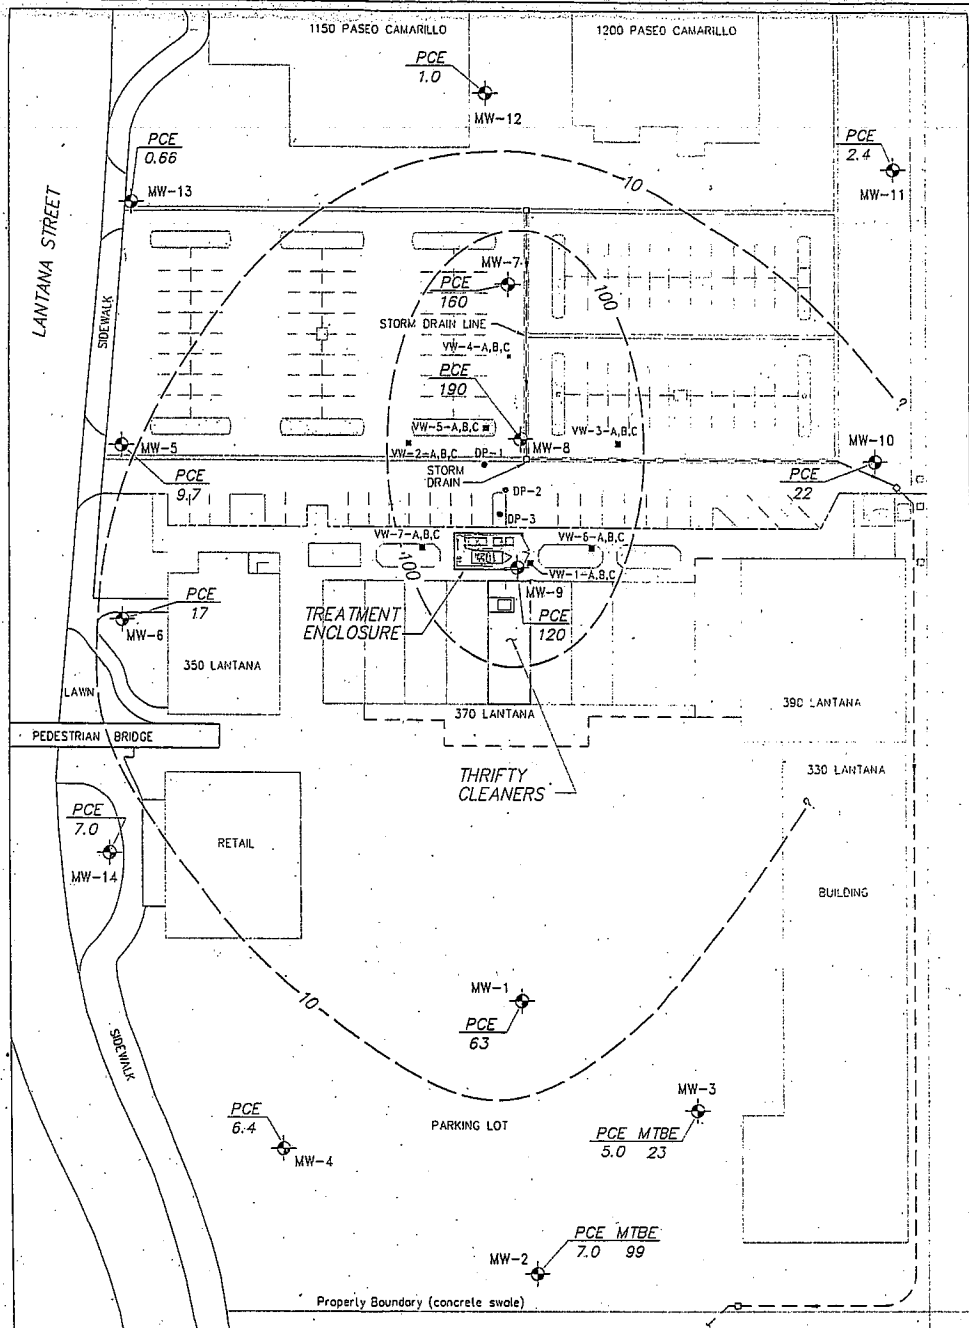 1150 PASEO CAMARILLO
1200 PASEO CAMARILLO
PCE
1.0
MW-12
PCE
0.66
MW-13
PCE
2.4
MW-11
10
LANTANA STREET
SIDEWALK
MW-7
PCE
160
100
STORM DRAIN LINE
VW-4-A,B,C
PCE
190
VW-5-A,B,C
MW-8
VW-3-A,B,C
?
MW-5
VW-2-A,B,C
DP-1
MW-10
STORM
DRAIN
PCE
9.7
PCE
22
DP-2
DP-3
VW-7-A,B,C
VW-6-A,B,C
100
VW-1-A,B,C
MW-9
PCE
17
MW-6
TREATMENT
ENCLOSURE
PCE
120
350 LANTANA
LAWN
370 LANTANA
390 LANTANA
PEDESTRIAN BRIDGE
330 LANTANA
THRIFTY
CLEANERS
?
PCE
7.0
RETAIL
MW-14
BUILDING
10
MW-1
PCE
63
SIDEWALK
MW-3
PCE
6.4
PARKING LOT
PCE MTBE
5.0 23
MW-4
PCE MTBE
7.0 99
MW-2
Property Boundary (concrete swale)